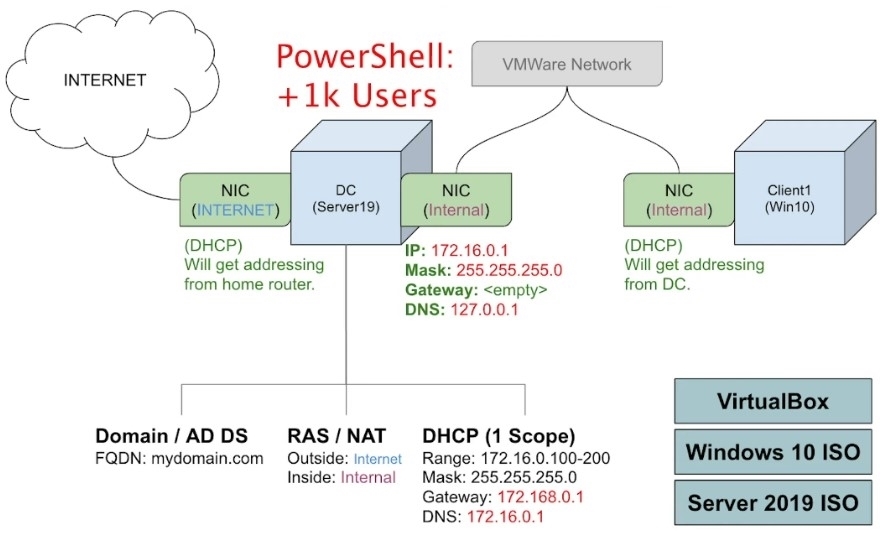 INTERNET
PowerShell:
+1k Users
VMWare Network
NIC
(INTERNET)
DC
(Server19)
NIC
(Internal)
NIC
(Internal)
Client1
(Win10)
(DHCP)
Will get addressing
from home router.
IP: 172.16.0.1
Mask: 255.255.255.0
Gateway: <empty>
DNS: 127.0.0.1
(DHCP)
Will get addressing
from DC.
Domain / AD DS
FQDN: mydomain.com
RAS / NAT
Outside: Internet
Inside: Internal
DHCP (1 Scope)
Range: 172.16.0.100-200
Mask: 255.255.255.0
Gateway: 172.168.0.1
DNS: 172.16.0.1
VirtualBox
Windows 10 ISO
Server 2019 ISO